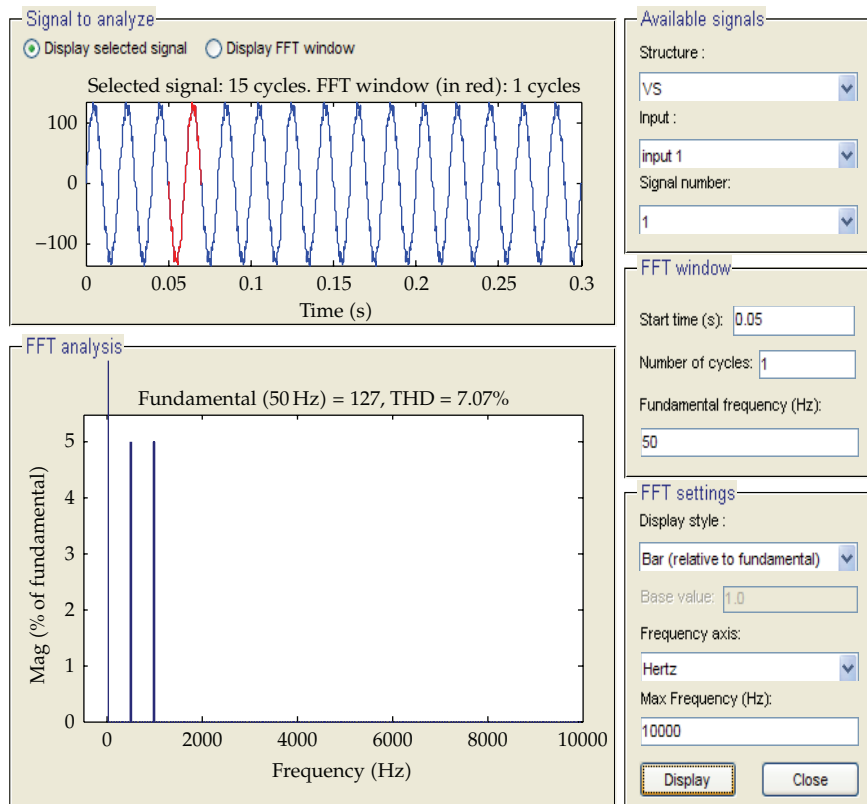 Signal to analyze
Display selected signal Display FFT window
Selected signal: 15 cycles. FFT window (in red): 1 cycles
100
0
−100
0 0.05 0.1 0.15 0.2 0.25 0.3
Time (s)
FFT analysis
Fundamental (50 Hz) = 127, THD = 7.07%
5
4
3
2
1
0
Mag (% of fundamental)
0 2000 4000 6000 8000 10000
Frequency (Hz)
Available signals
Structure :
VS
Input :
input 1
Signal number:
1
FFT window
Start time (s): 0.05
Number of cycles: 1
Fundamental frequency (Hz):
50
FFT settings
Display style :
Bar (relative to fundamental)
Base value: 1.0
Frequency axis:
Hertz
Max Frequency (Hz):
10000
Display Close